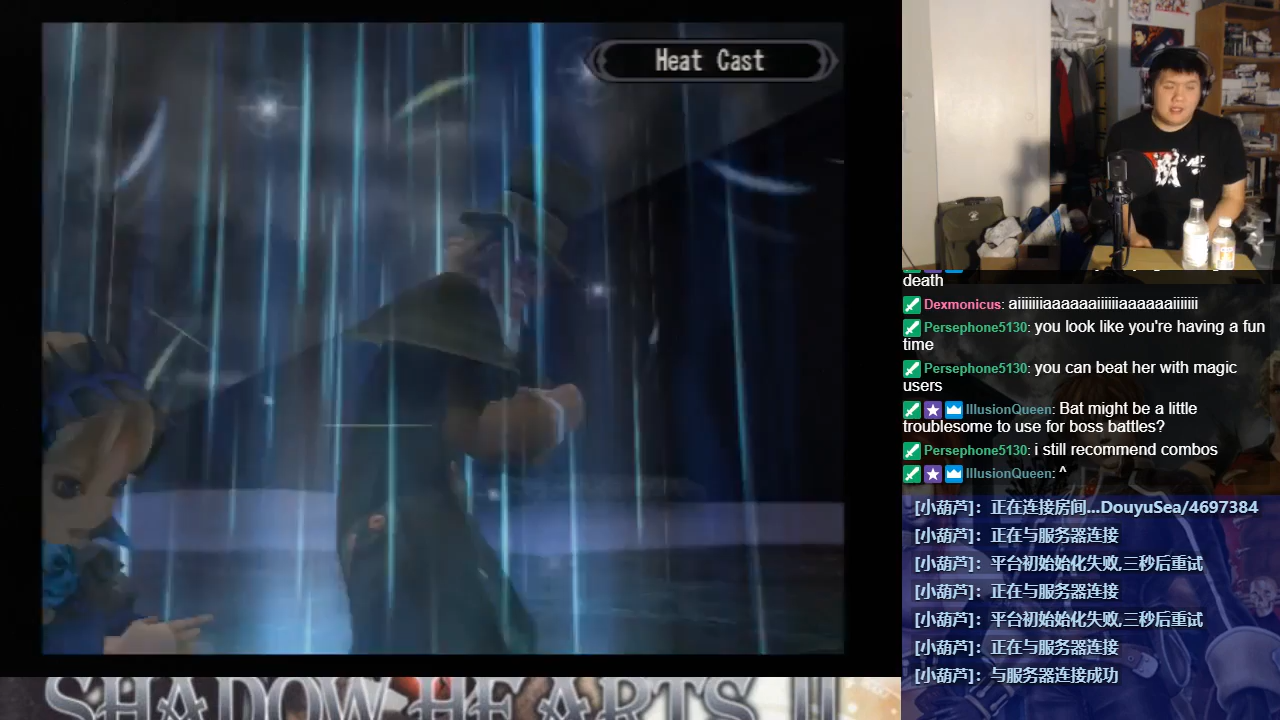 Heat Cast
death
Dexmonicus: aiiiiiiiaaaaaaiiiiiiiaaaaaaiiiiiii
Persephone5130: you look like you're having a fun
time
Persephone5130: you can beat her with magic
users
IllusionQueen: Bat might be a little
troublesome to use for boss battles?
Persephone5130: i still recommend combos
IllusionQueen: ^
[小葫芦]: 正在连接房间...DouyuSea/4697384
[小葫芦]: 正在与服务器连接
[小葫芦]: 平台初始始化失败,三秒后重试
[小葫芦]: 正在与服务器连接
[小葫芦]: 平台初始始化失败,三秒后重试
[小葫芦]: 正在与服务器连接
[小葫芦]: 与服务器连接成功
SHADOW HEARTS II